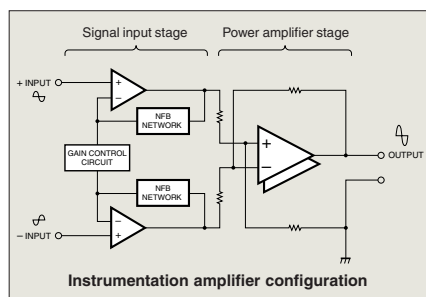 Signal input stage
Power amplifier stage
+ INPUT
+
−
NFB
NETWORK
GAIN CONTROL
CIRCUIT
NFB
NETWORK
−
+
− INPUT
+
−
OUTPUT
Instrumentation amplifier configuration